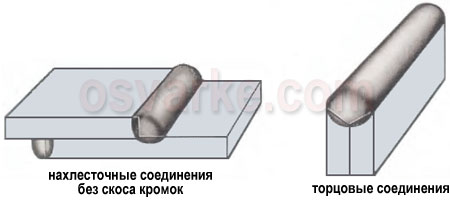 osvarke.com
нахлесточные соединения
без скоса кромок
торцовые соединения